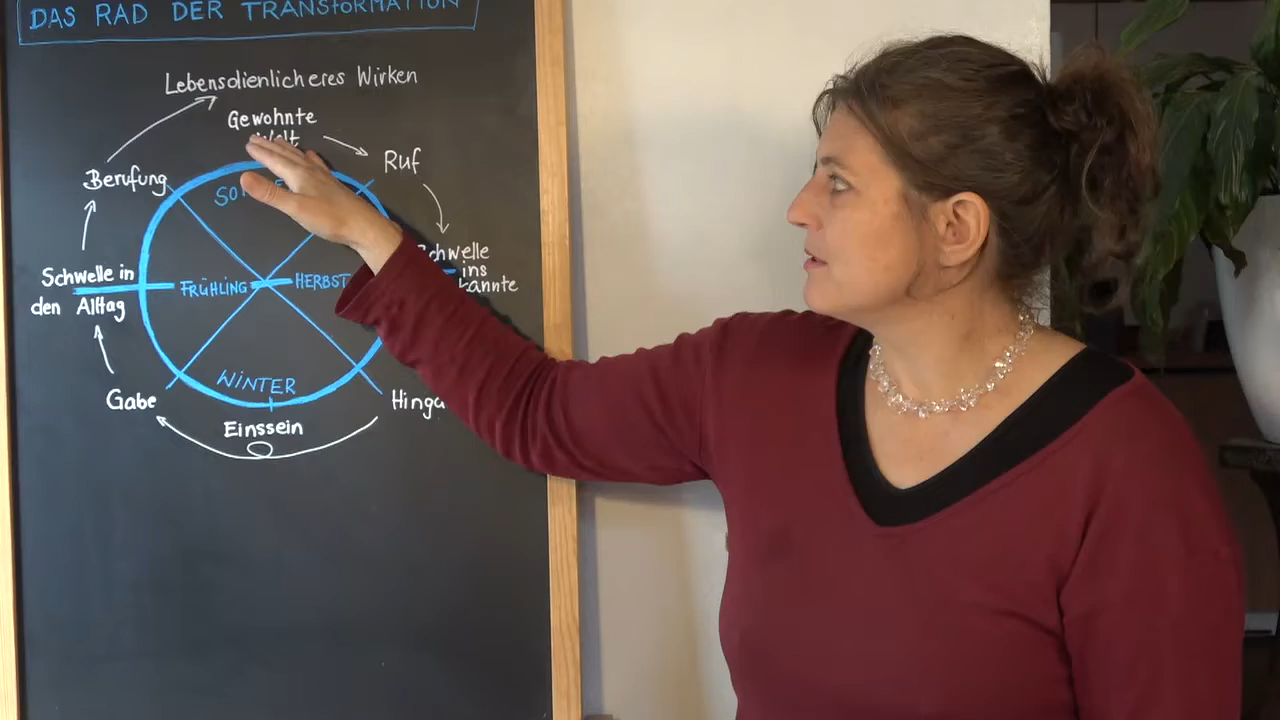 DAS RAD DER TRANSFORMATION
Lebensdienlicheres Wirken
Gewohnte
Welt
Ruf
Berufung
Schwelle
ins
Schwelle in
den Alltag
FRÜHLING
HERBST
WINTER
Gabe
Einssein